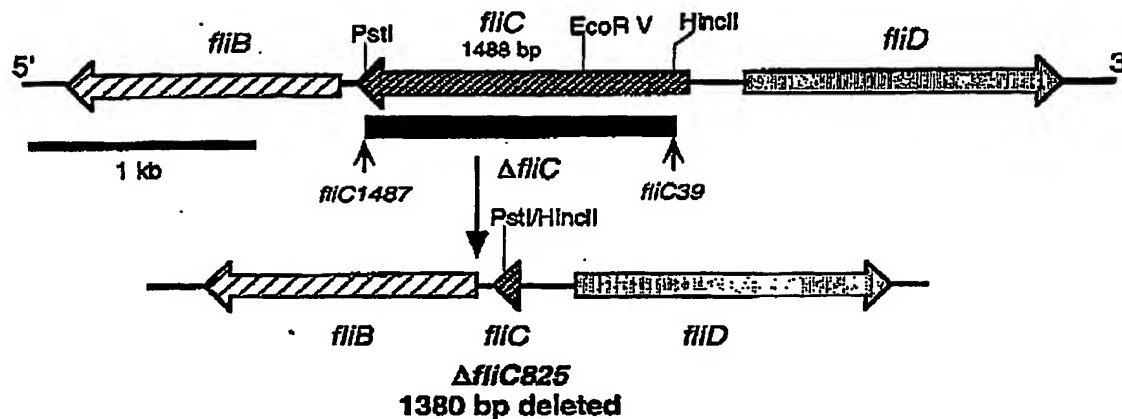 fliB PstI fliC EcoR V HincII fliD
1488 bp
5' 3'
1 kb
ΔfliC
fliC1487 fliC39
PstI/HincII
fliB fliC fliD
ΔfliC825
1380 bp deleted